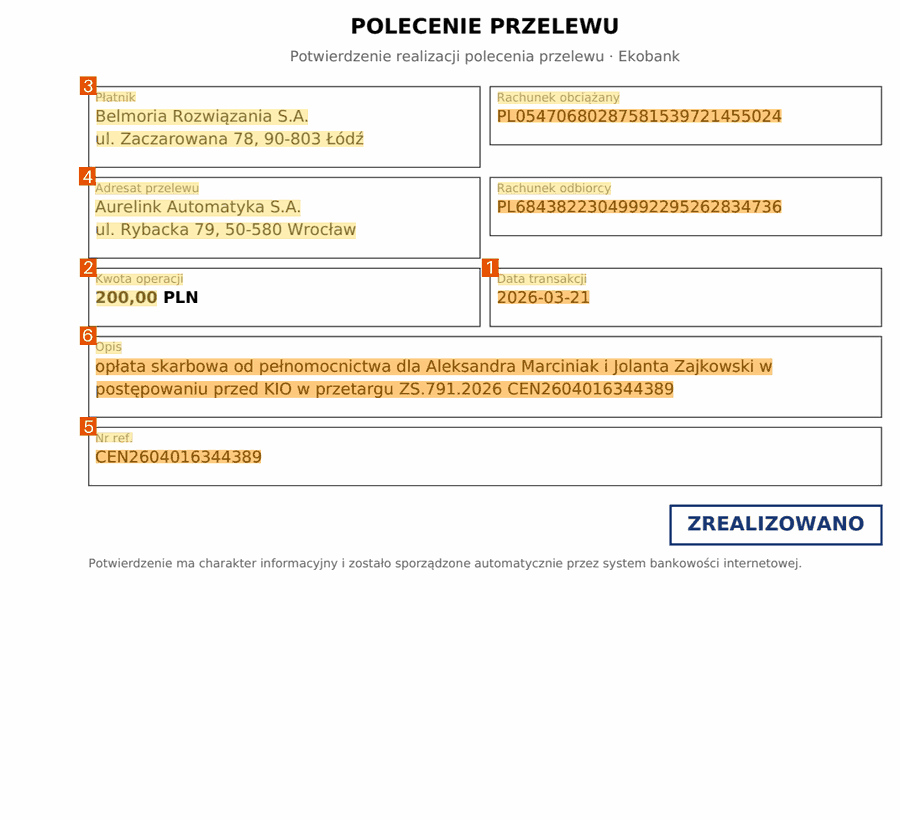 POLECENIE PRZELEWU
Potwierdzenie realizacji polecenia przelewu · Ekobank
3
Płatnik
Belmoria Rozwiązania S.A.
ul. Zaczarowana 78, 90-803 Łódź
Rachunek obciążany
PL05470680287581539721455024
4
Adresat przelewu
Aurelink Automatyka S.A.
ul. Rybacka 79, 50-580 Wrocław
Rachunek odbiorcy
PL68438223049992295262834736
2
Kwota operacji
200,00 PLN
1
Data transakcji
2026-03-21
6
Opis
opłata skarbowa od pełnomocnictwa dla Aleksandra Marciniak i Jolanta Zajkowski w
postępowaniu przed KIO w przetargu ZS.791.2026 CEN2604016344389
5
Nr ref.
CEN2604016344389
ZREALIZOWANO
Potwierdzenie ma charakter informacyjny i zostało sporządzone automatycznie przez system bankowości internetowej.